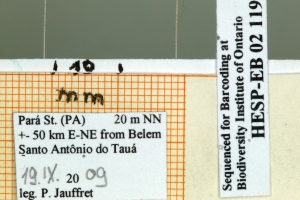 10
mm
Pará St. (PA) 20 m NN
+- 50 km E-NE from Belem
Santo Antônio do Tauá
19.IX. 2009
leg. P. Jauffret
Sequenced for Barcoding at
Biodiversity Institute of Ontario
HESP-EB 02 119